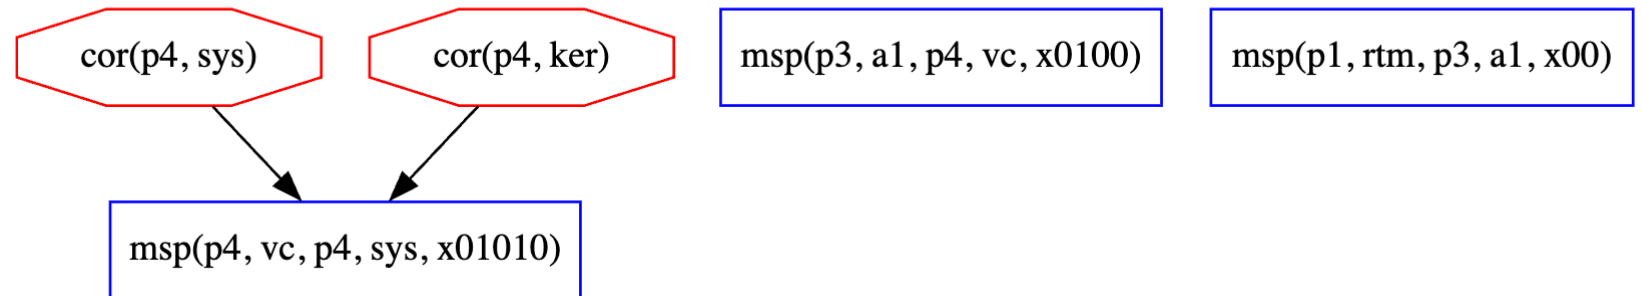 cor(p4, sys)
cor(p4, ker)
msp(p3, a1, p4, vc, x0100)
msp(p1, rtm, p3, a1, x00)
msp(p4, vc, p4, sys, x01010)